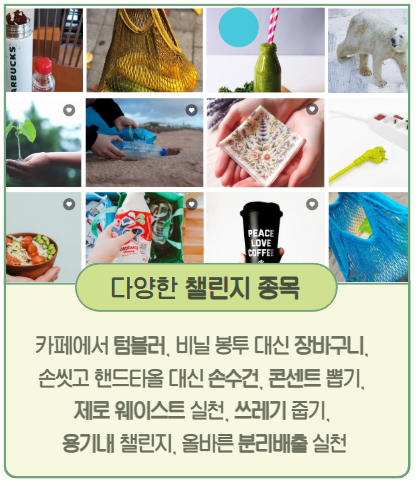 STARBUCKS
PEACE
LOVE
COFFEE
다양한 챌린지 종목
카페에서 텀블러, 비닐 봉투 대신 장바구니,
손씻고 핸드타올 대신 손수건, 콘센트 뽑기,
제로 웨이스트 실천, 쓰레기 줍기,
용기내 챌린지, 올바른 분리배출 실천